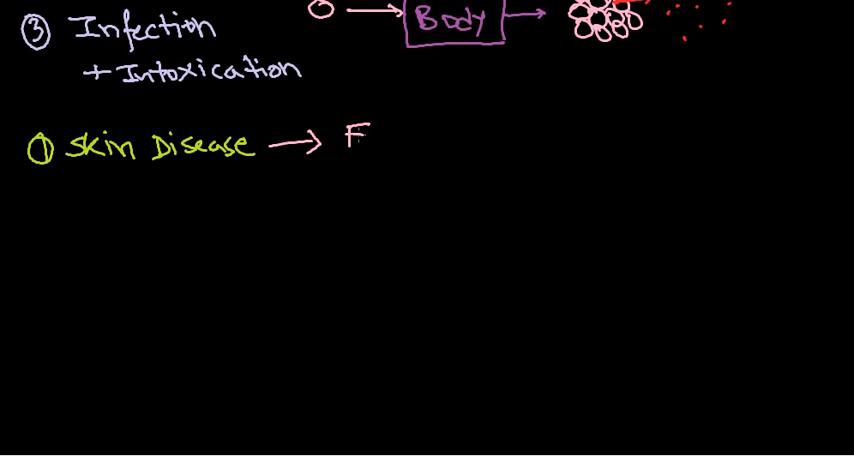 ③ Infection
+ Intoxication
Body
① Skin Disease → F